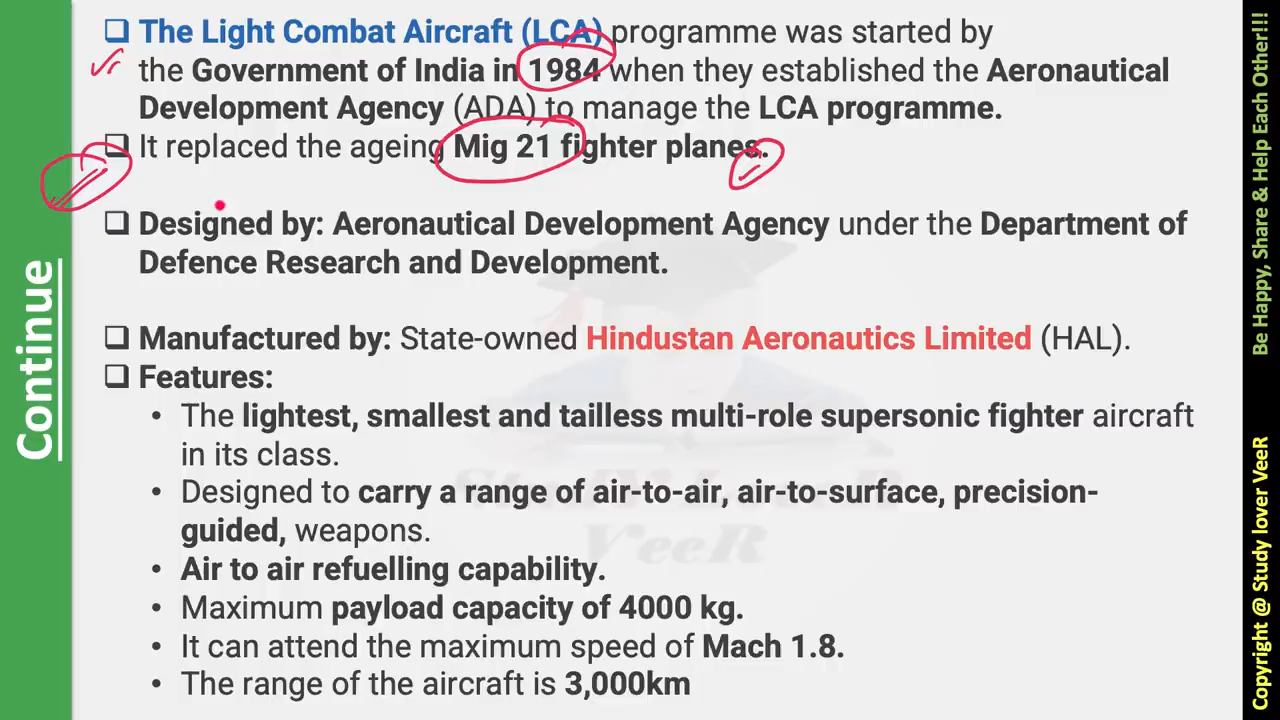 Continue
❑ The Light Combat Aircraft (LCA) programme was started by
the Government of India in 1984 when they established the Aeronautical
Development Agency (ADA) to manage the LCA programme.
❑ It replaced the ageing Mig 21 fighter planes.
❑ Designed by: Aeronautical Development Agency under the Department of
Defence Research and Development.
❑ Manufactured by: State-owned Hindustan Aeronautics Limited (HAL).
❑ Features:
• The lightest, smallest and tailless multi-role supersonic fighter aircraft
in its class.
• Designed to carry a range of air-to-air, air-to-surface, precision-
guided, weapons.
• Air to air refuelling capability.
• Maximum payload capacity of 4000 kg.
• It can attend the maximum speed of Mach 1.8.
• The range of the aircraft is 3,000km
StuDy LoveR
VeeR
Copyright @ Study lover VeeR
Be Happy, Share & Help Each Other!!!